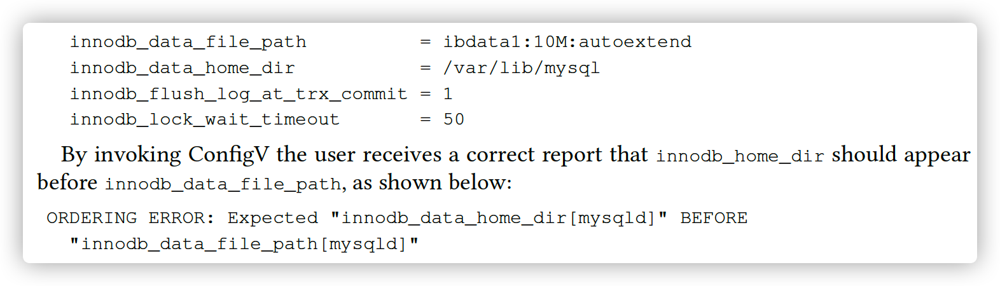 innodb_data_file_path = ibdata1:10M:autoextend
innodb_data_home_dir = /var/lib/mysql
innodb_flush_log_at_trx_commit = 1
innodb_lock_wait_timeout = 50
By invoking ConfigV the user receives a correct report that innodb_home_dir should appear
before innodb_data_file_path, as shown below:
ORDERING ERROR: Expected "innodb_data_home_dir[mysqld]" BEFORE
"innodb_data_file_path[mysqld]"